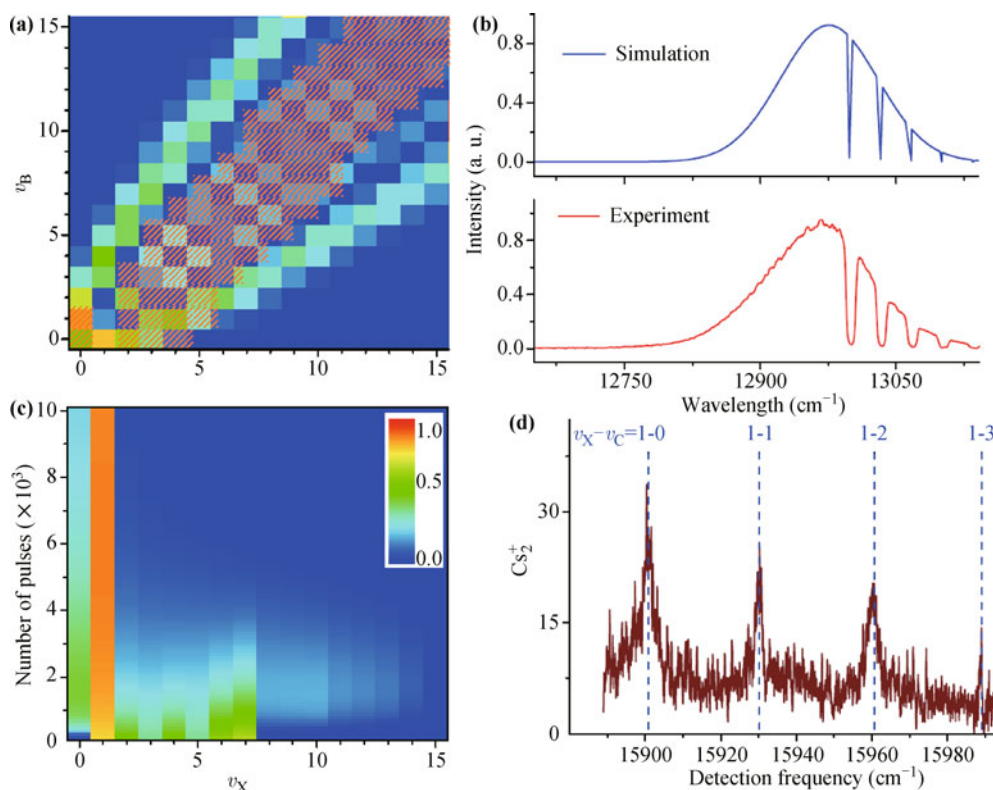 (a)
15
10
5
0
v_B
0
5
10
15
(b)
0.8
0.4
0.0
Simulation
0.8
0.4
0.0
Experiment
Intensity (a. u.)
12750
12900
13050
Wavelength (cm⁻¹)
(c)
10
8
6
4
2
0
Number of pulses (×10³)
1.0
0.5
0.0
0
5
10
15
v_X
(d)
v_X−v_C=1-0
1-1
1-2
1-3
30
15
0
Cs₂⁺
15900
15920
15940
15960
15980
Detection frequency (cm⁻¹)